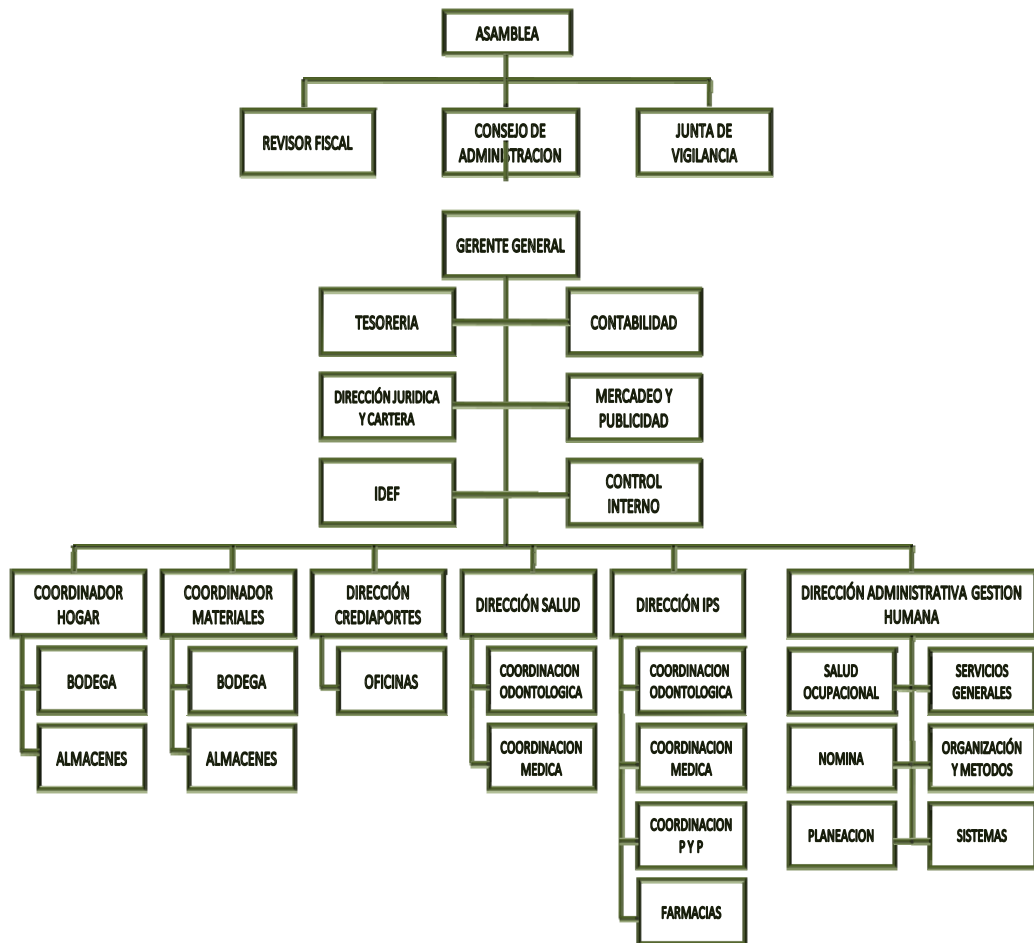 ASAMBLEA
REVISOR FISCAL
CONSEJO DE
ADMINISTRACION
JUNTA DE
VIGILANCIA
GERENTE GENERAL
TESORERIA
CONTABILIDAD
DIRECCIÓN JURIDICA
Y CARTERA
MERCADEO Y
PUBLICIDAD
IDEF
CONTROL
INTERNO
COORDINADOR
HOGAR
COORDINADOR
MATERIALES
DIRECCIÓN
CREDIAPORTES
DIRECCIÓN SALUD
DIRECCIÓN IPS
DIRECCIÓN ADMINISTRATIVA GESTION
HUMANA
BODEGA
BODEGA
OFICINAS
COORDINACION
ODONTOLOGICA
COORDINACION
ODONTOLOGICA
SALUD
OCUPACIONAL
SERVICIOS
GENERALES
ALMACENES
ALMACENES
COORDINACION
MEDICA
COORDINACION
MEDICA
NOMINA
ORGANIZACIÓN
Y METODOS
COORDINACION
P Y P
PLANEACION
SISTEMAS
FARMACIAS